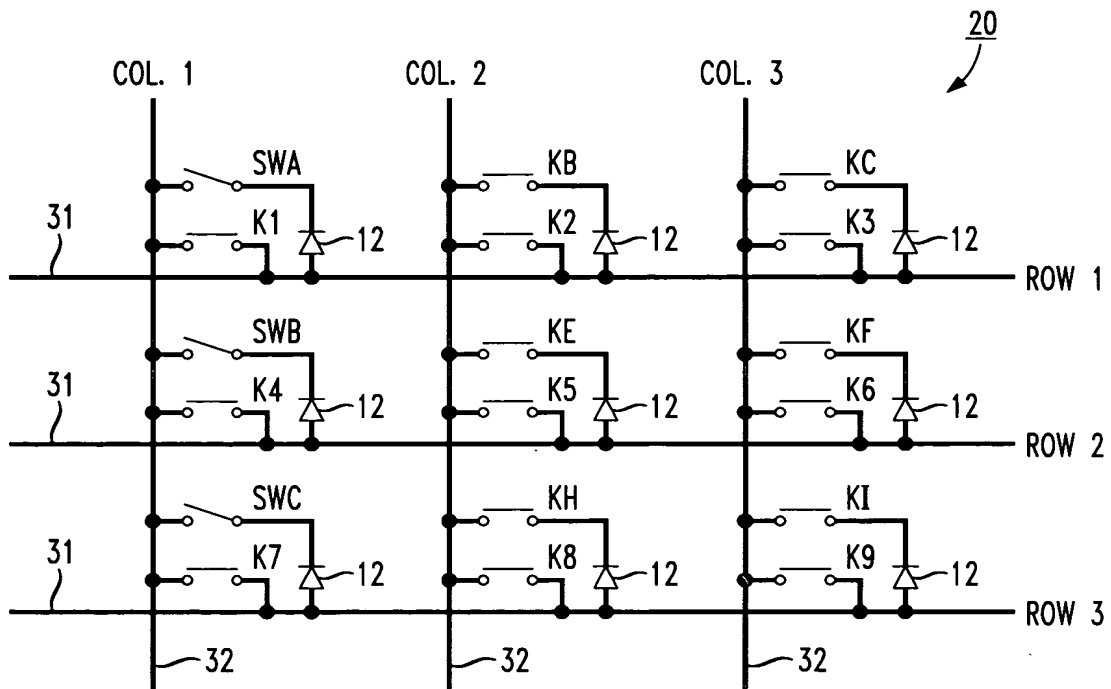 20
COL. 1 COL. 2 COL. 3
SWA KB KC
31 K1 12 K2 12 K3 12
ROW 1
SWB KE KF
31 K4 12 K5 12 K6 12
ROW 2
SWC KH KI
31 K7 12 K8 12 K9 12
ROW 3
32 32 32